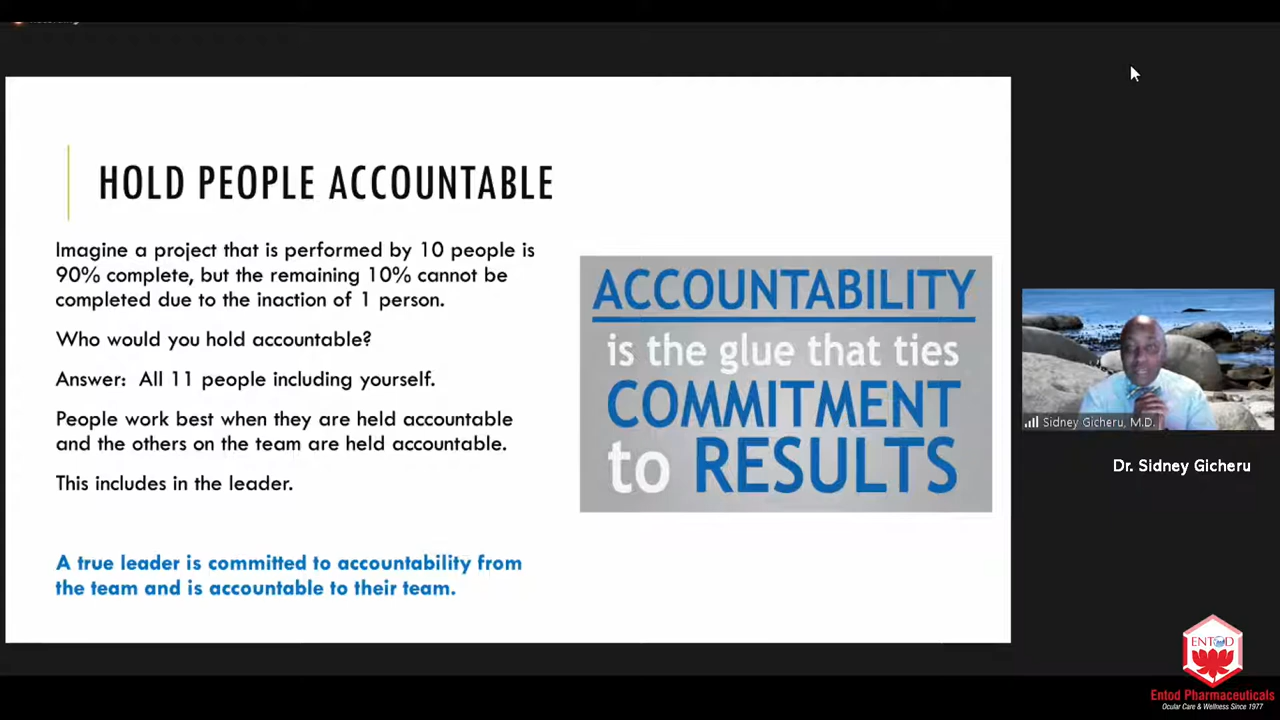 HOLD PEOPLE ACCOUNTABLE
Imagine a project that is performed by 10 people is
90% complete, but the remaining 10% cannot be
completed due to the inaction of 1 person.
Who would you hold accountable?
Answer: All 11 people including yourself.
People work best when they are held accountable
and the others on the team are held accountable.
This includes in the leader.
A true leader is committed to accountability from
the team and is accountable to their team.
ACCOUNTABILITY
is the glue that ties
COMMITMENT
to RESULTS
Sidney Gicheru, M.D.
Dr. Sidney Gicheru
ENTOD
Entod Pharmaceuticals
Ocular Care & Wellness Since 1977